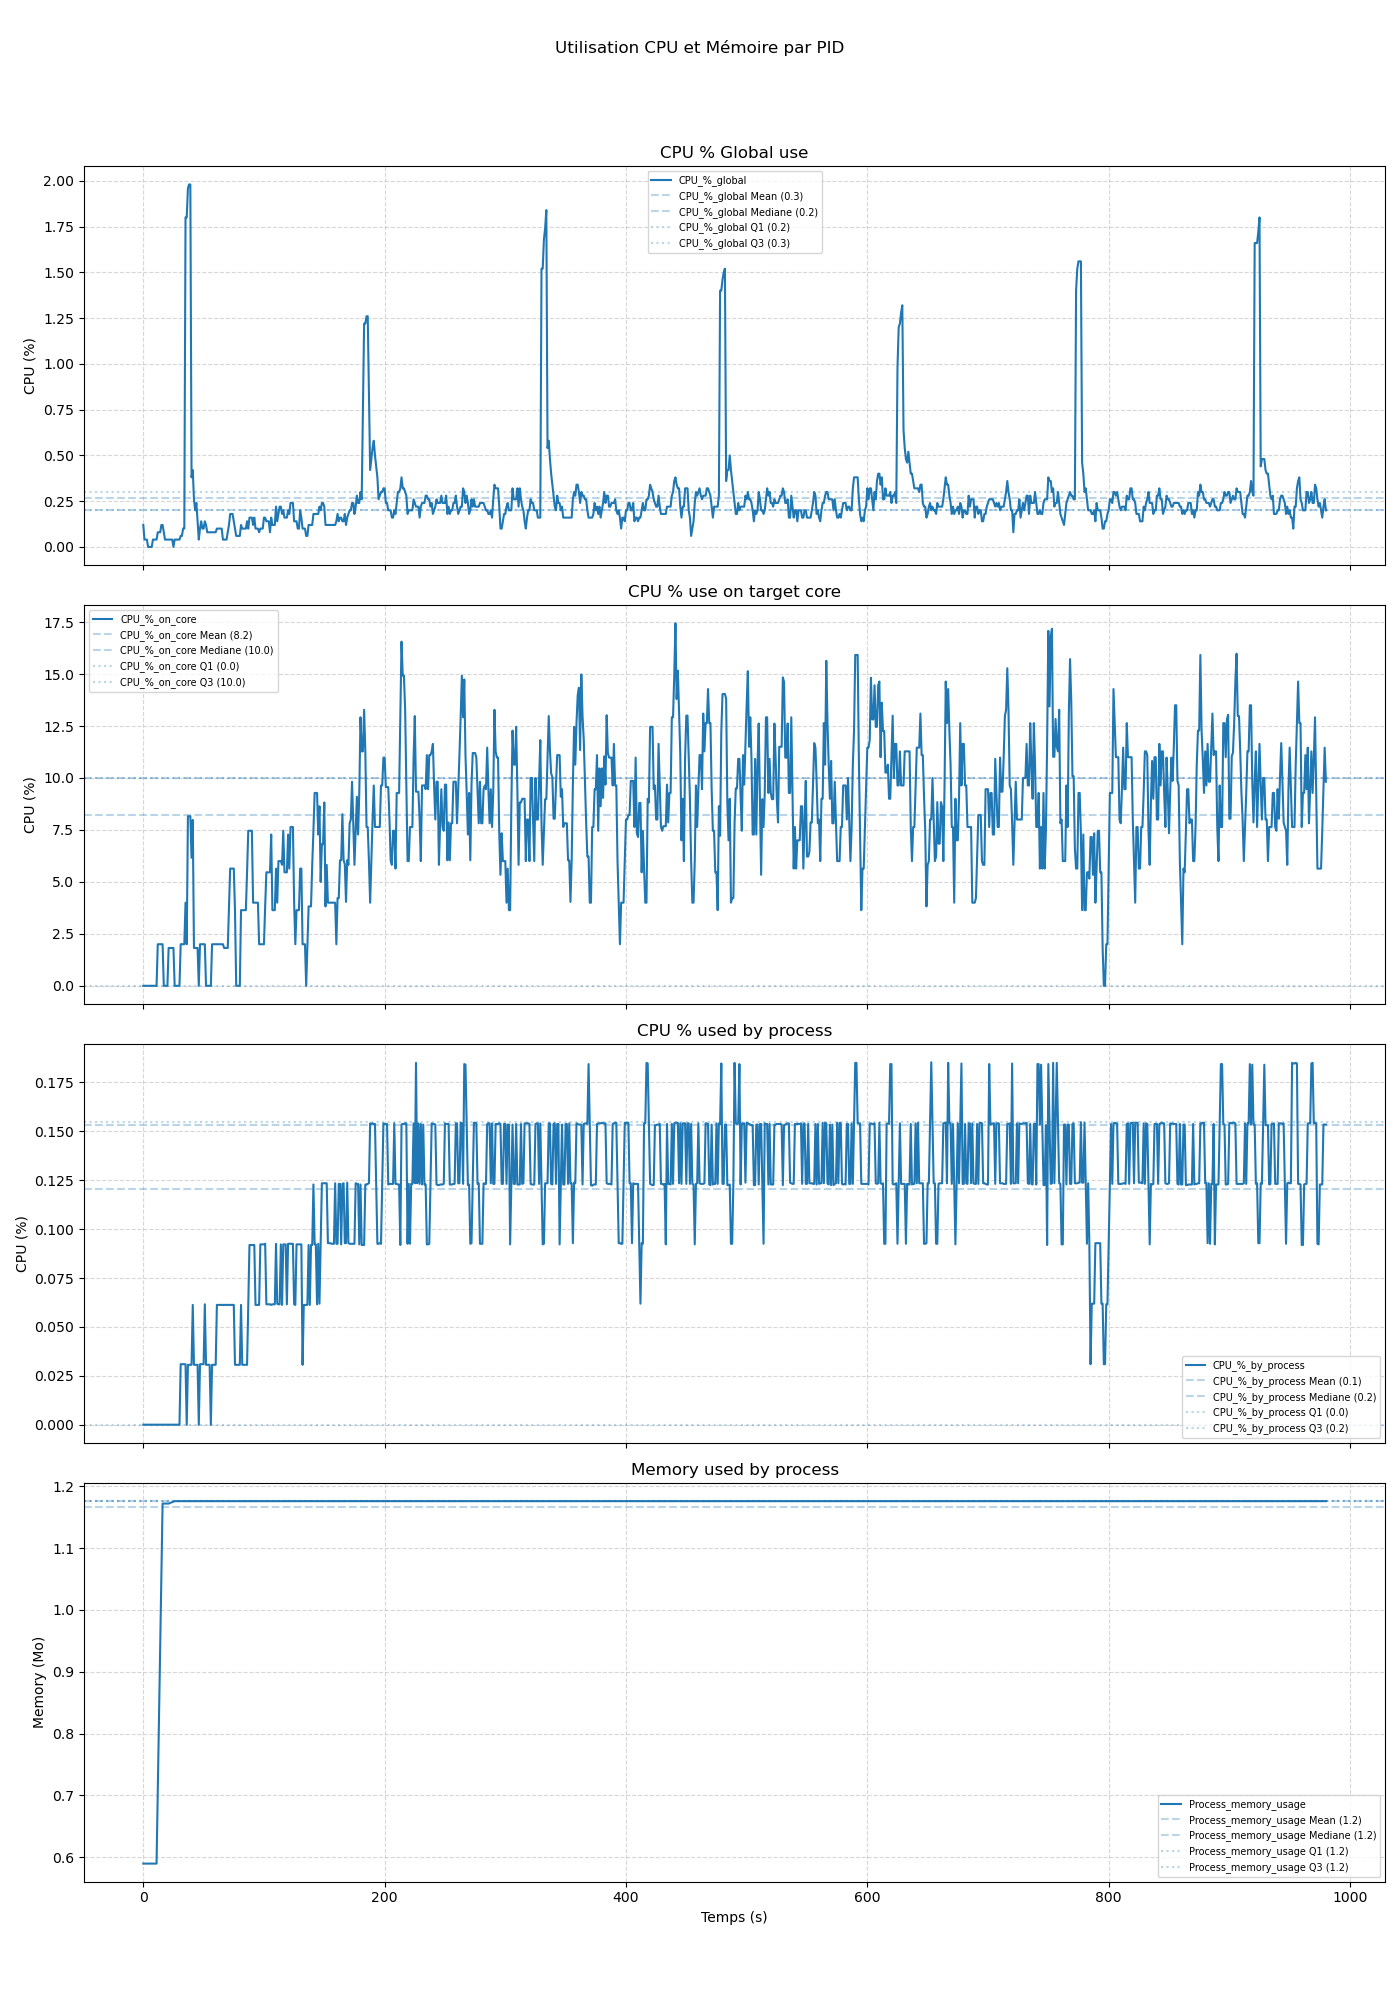 Utilisation CPU et Mémoire par PID
CPU % Global use
2.00
1.75
1.50
1.25
1.00
0.75
0.50
0.25
0.00
CPU (%)
CPU_%_global
CPU_%_global Mean (0.3)
CPU_%_global Mediane (0.2)
CPU_%_global Q1 (0.2)
CPU_%_global Q3 (0.3)
CPU % use on target core
17.5
15.0
12.5
10.0
7.5
5.0
2.5
0.0
CPU (%)
CPU_%_on_core
CPU_%_on_core Mean (8.2)
CPU_%_on_core Mediane (10.0)
CPU_%_on_core Q1 (0.0)
CPU_%_on_core Q3 (10.0)
CPU % used by process
0.175
0.150
0.125
0.100
0.075
0.050
0.025
0.000
CPU (%)
CPU_%_by_process
CPU_%_by_process Mean (0.1)
CPU_%_by_process Mediane (0.2)
CPU_%_by_process Q1 (0.0)
CPU_%_by_process Q3 (0.2)
Memory used by process
1.2
1.1
1.0
0.9
0.8
0.7
0.6
Memory (Mo)
Process_memory_usage
Process_memory_usage Mean (1.2)
Process_memory_usage Mediane (1.2)
Process_memory_usage Q1 (1.2)
Process_memory_usage Q3 (1.2)
0 200 400 600 800 1000
Temps (s)